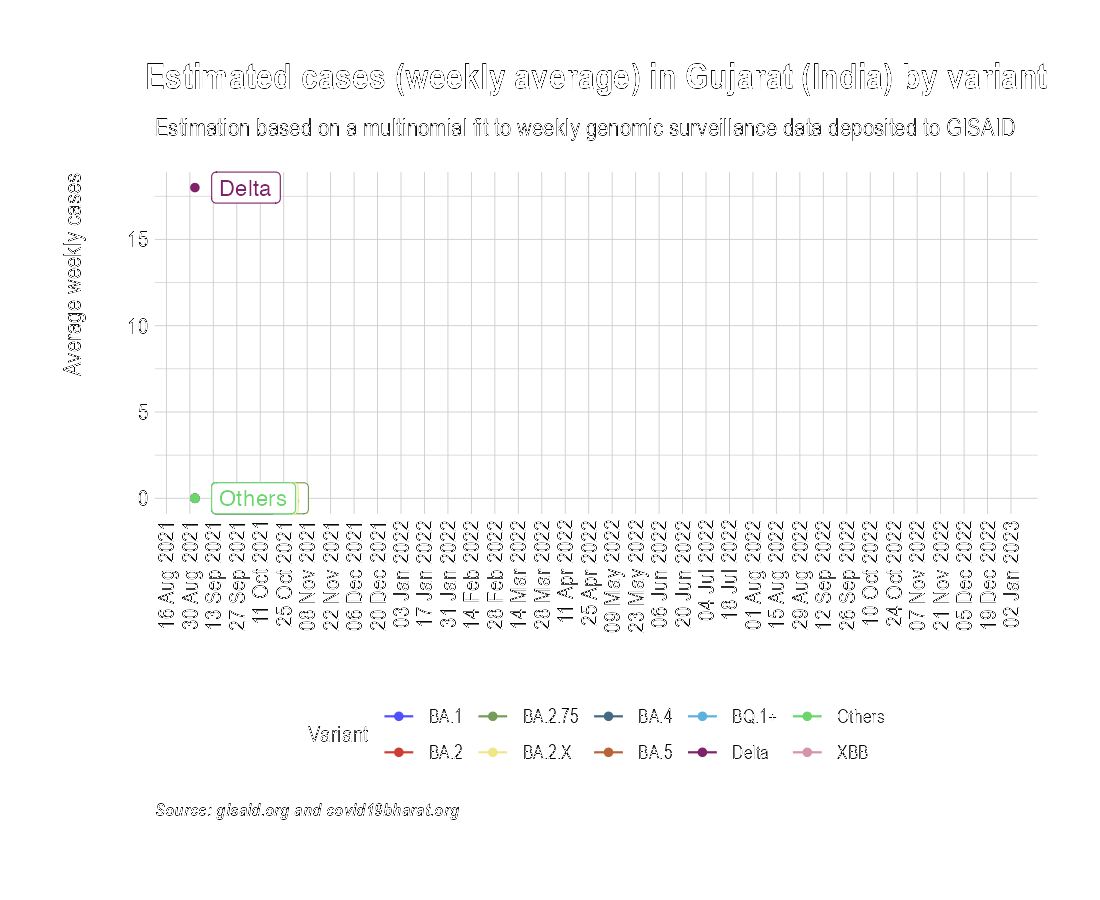 Estimated cases (weekly average) in Gujarat (India) by variant
Estimation based on a multinomial fit to weekly genomic surveillance data deposited to GISAID
Average weekly cases
15
10
5
0
Delta
Others
16 Aug 2021
30 Aug 2021
13 Sep 2021
27 Sep 2021
11 Oct 2021
25 Oct 2021
08 Nov 2021
22 Nov 2021
06 Dec 2021
20 Dec 2021
03 Jan 2022
17 Jan 2022
31 Jan 2022
14 Feb 2022
28 Feb 2022
14 Mar 2022
28 Mar 2022
11 Apr 2022
25 Apr 2022
09 May 2022
23 May 2022
06 Jun 2022
20 Jun 2022
04 Jul 2022
18 Jul 2022
01 Aug 2022
15 Aug 2022
29 Aug 2022
12 Sep 2022
26 Sep 2022
10 Oct 2022
24 Oct 2022
07 Nov 2022
21 Nov 2022
05 Dec 2022
19 Dec 2022
02 Jan 2023
Variant
BA.1 BA.2.75 BA.4 BQ.1+ Others
BA.2 BA.2.X BA.5 Delta XBB
Source: gisaid.org and covid19bharat.org